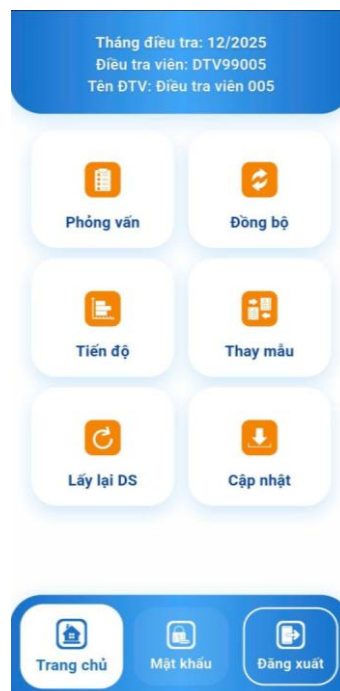 Tháng điều tra: 12/2025
Điều tra viên: DTV99005
Tên ĐTV: Điều tra viên 005
Phỏng vấn
Đồng bộ
Tiến độ
Thay mẫu
Lấy lại DS
Cập nhật
Trang chủ
Mật khẩu
Đăng xuất